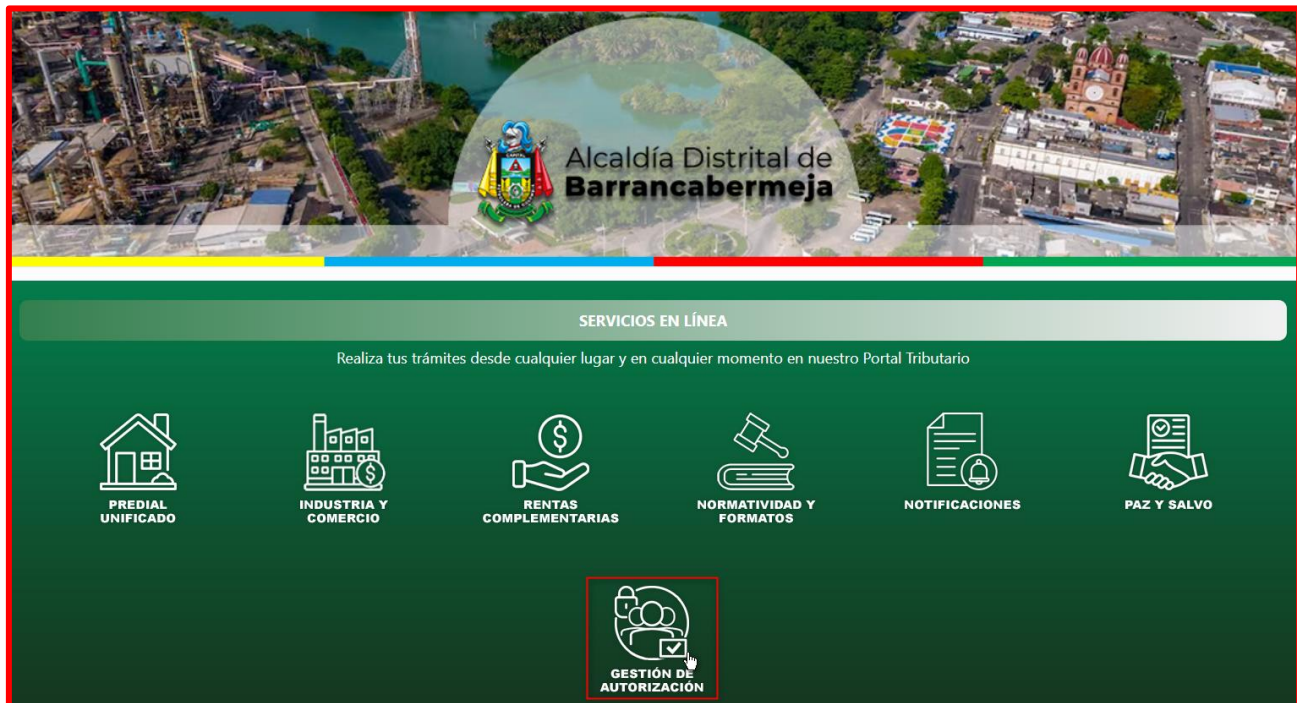 Alcaldía Distrital de
Barrancabermeja
SERVICIOS EN LÍNEA
Realiza tus trámites desde cualquier lugar y en cualquier momento en nuestro Portal Tributario
PREDIAL
UNIFICADO
INDUSTRIA Y
COMERCIO
RENTAS
COMPLEMENTARIAS
NORMATIVIDAD Y
FORMATOS
NOTIFICACIONES
PAZ Y SALVO
GESTIÓN DE
AUTORIZACIÓN